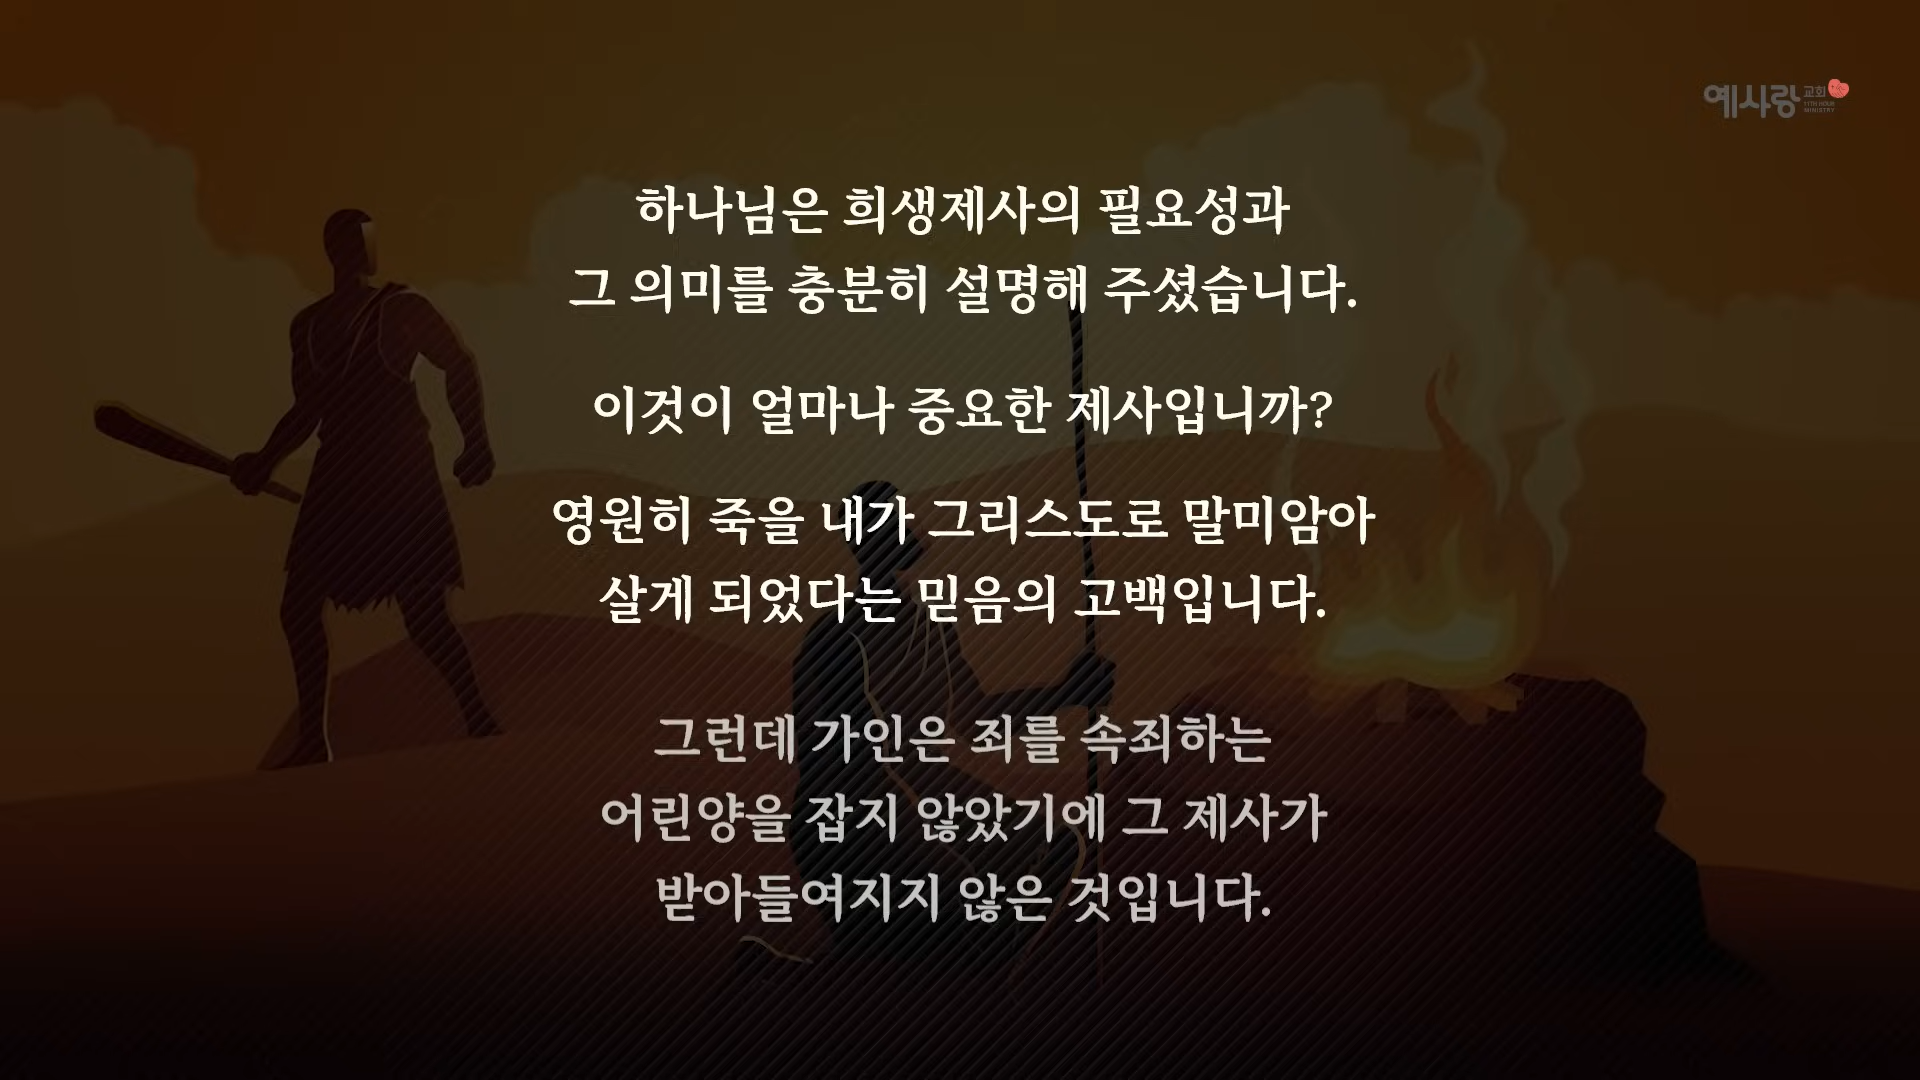 예사랑 교회
11TH HOUR
MINISTRY
하나님은 희생제사의 필요성과
그 의미를 충분히 설명해 주셨습니다.
이것이 얼마나 중요한 제사입니까?
영원히 죽을 내가 그리스도로 말미암아
살게 되었다는 믿음의 고백입니다.
그런데 가인은 죄를 속죄하는
어린양을 잡지 않았기에 그 제사가
받아들여지지 않은 것입니다.